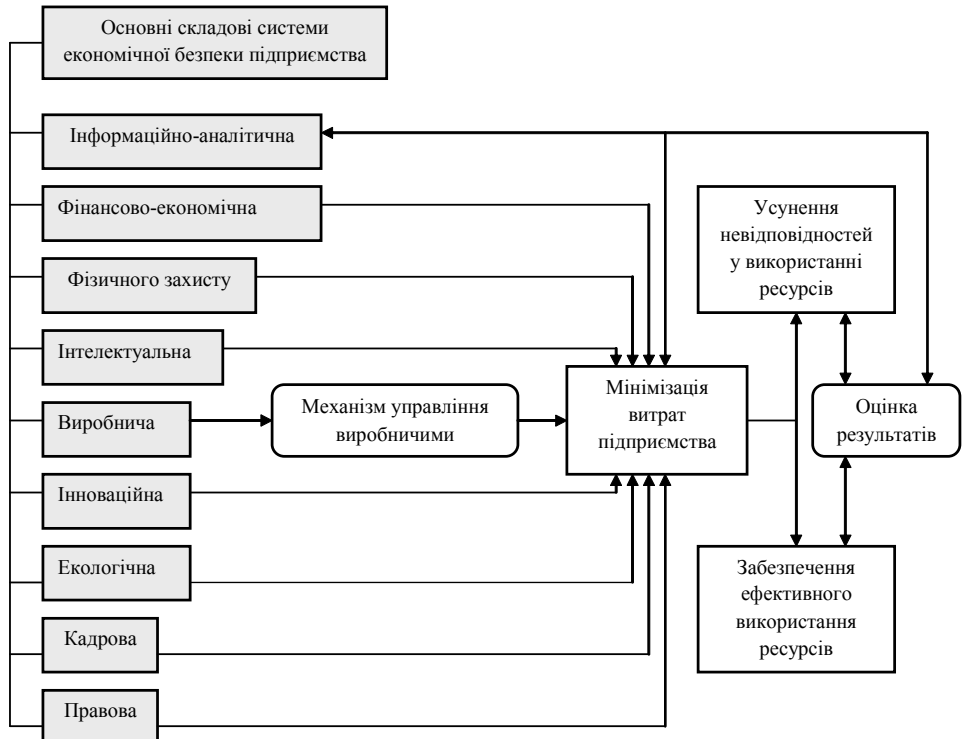 Основні складові системи
економічної безпеки підприємства
Інформаційно-аналітична
Фінансово-економічна
Фізичного захисту
Інтелектуальна
Виробнича
Інноваційна
Екологічна
Кадрова
Правова
Механізм управління
виробничими
Мінімізація
витрат
підприємства
Усунення
невідповідностей
у використанні
ресурсів
Оцінка
результатів
Забезпечення
ефективного
використання
ресурсів